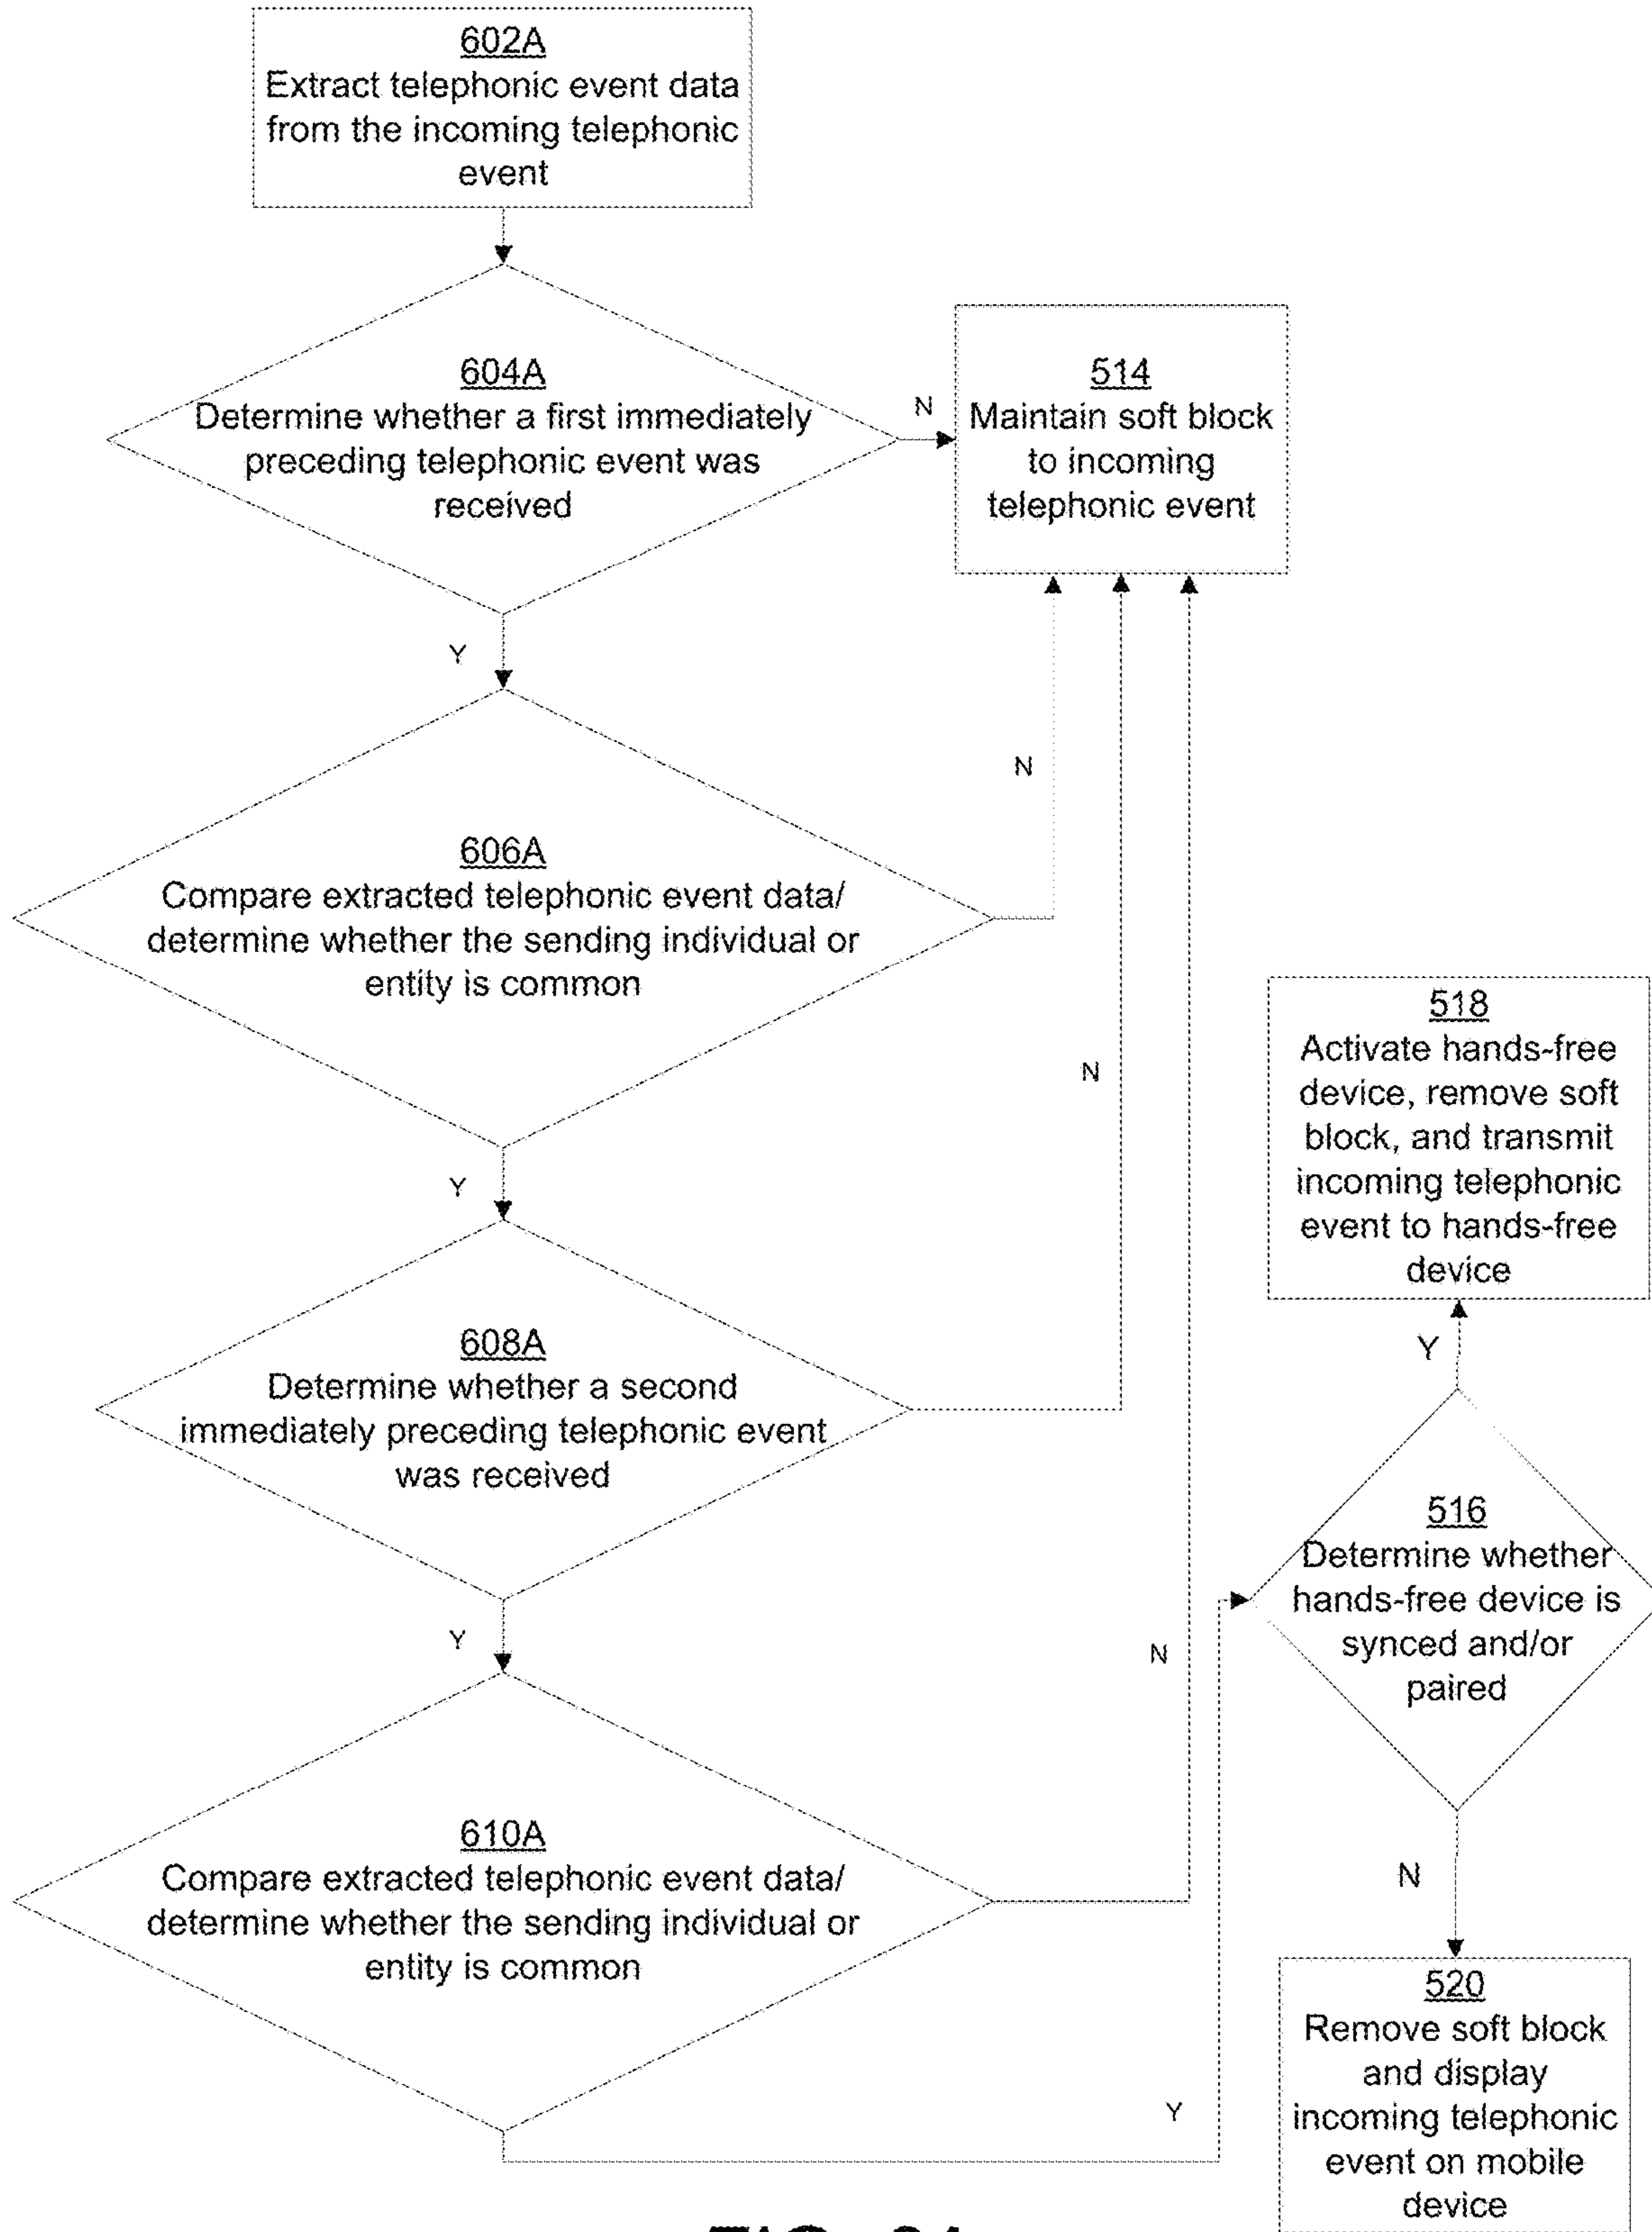 602A
Extract telephonic event data
from the incoming telephonic
event
604A
Determine whether a first immediately
preceding telephonic event was
received
N
514
Maintain soft block
to incoming
telephonic event
Y
N
606A
Compare extracted telephonic event data/
determine whether the sending individual or
entity is common
518
Activate hands-free
device, remove soft
block, and transmit
incoming telephonic
event to hands-free
device
N
Y
608A
Determine whether a second
immediately preceding telephonic event
was received
Y
516
Determine whether
hands-free device is
synced and/or
paired
Y
N
610A
Compare extracted telephonic event data/
determine whether the sending individual or
entity is common
N
520
Remove soft block
and display
incoming telephonic
event on mobile
device
Y